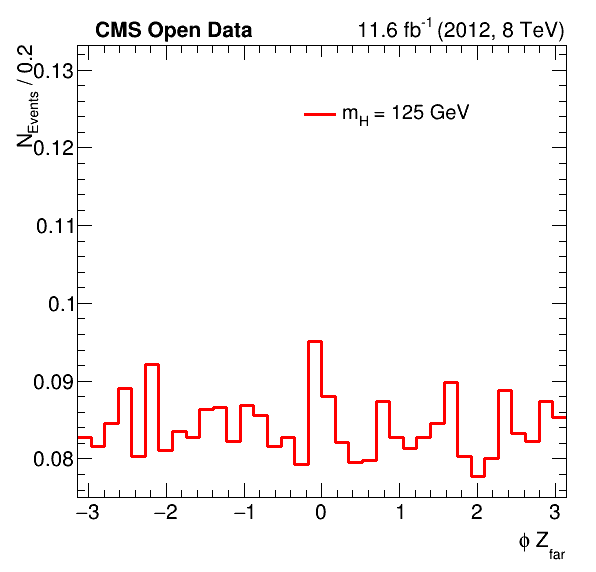 CMS Open Data 11.6 fb⁻¹ (2012, 8 TeV)
N_Events / 0.2
0.13
m_H = 125 GeV
0.12
0.11
0.1
0.09
0.08
−3 −2 −1 0 1 2 3
ϕ Z_far